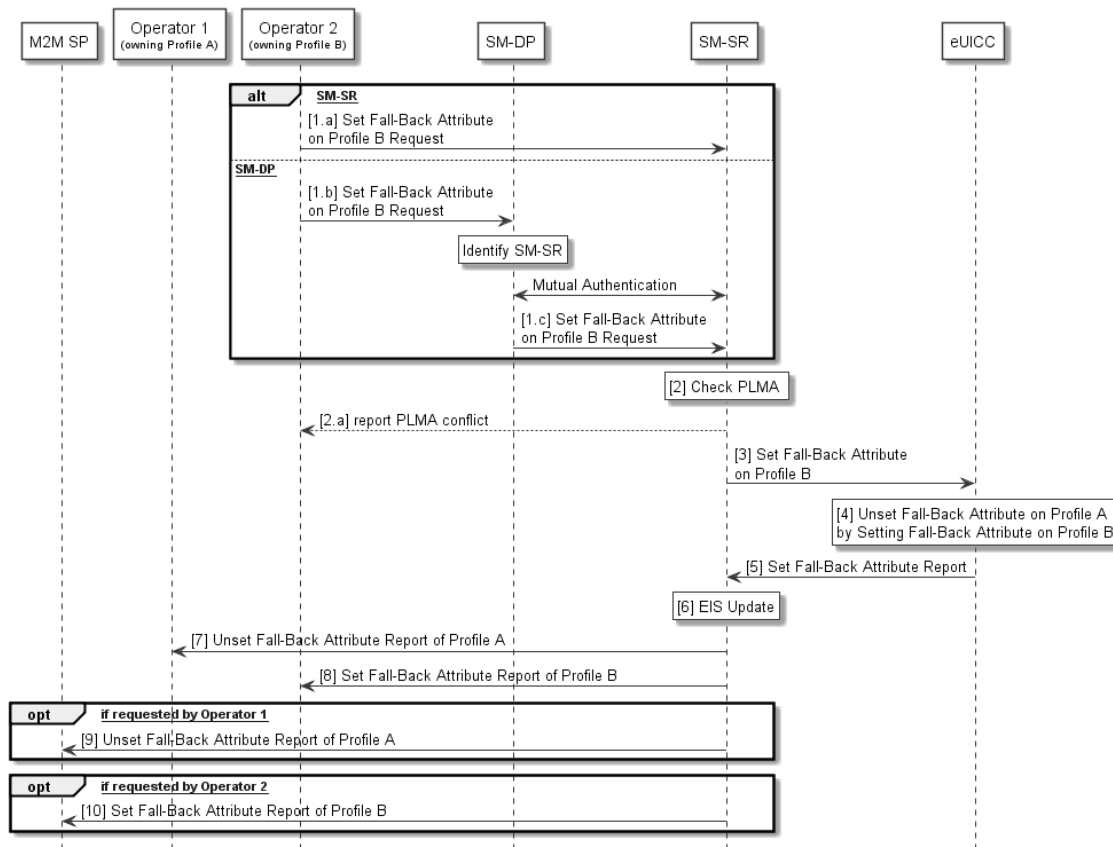 M2M SP
Operator 1
(owning Profile A)
Operator 2
(owning Profile B)
SM-DP
SM-SR
eUICC
alt
SM-SR
[1.a] Set Fall-Back Attribute
on Profile B Request
SM-DP
[1.b] Set Fall-Back Attribute
on Profile B Request
Identify SM-SR
Mutual Authentication
[1.c] Set Fall-Back Attribute
on Profile B Request
[2] Check PLMA
[2.a] report PLMA conflict
[3] Set Fall-Back Attribute
on Profile B
[4] Unset Fall-Back Attribute on Profile A
by Setting Fall-Back Attribute on Profile B
[5] Set Fall-Back Attribute Report
[6] EIS Update
[7] Unset Fall-Back Attribute Report of Profile A
[8] Set Fall-Back Attribute Report of Profile B
opt
if requested by Operator 1
[9] Unset Fall-Back Attribute Report of Profile A
opt
if requested by Operator 2
[10] Set Fall-Back Attribute Report of Profile B